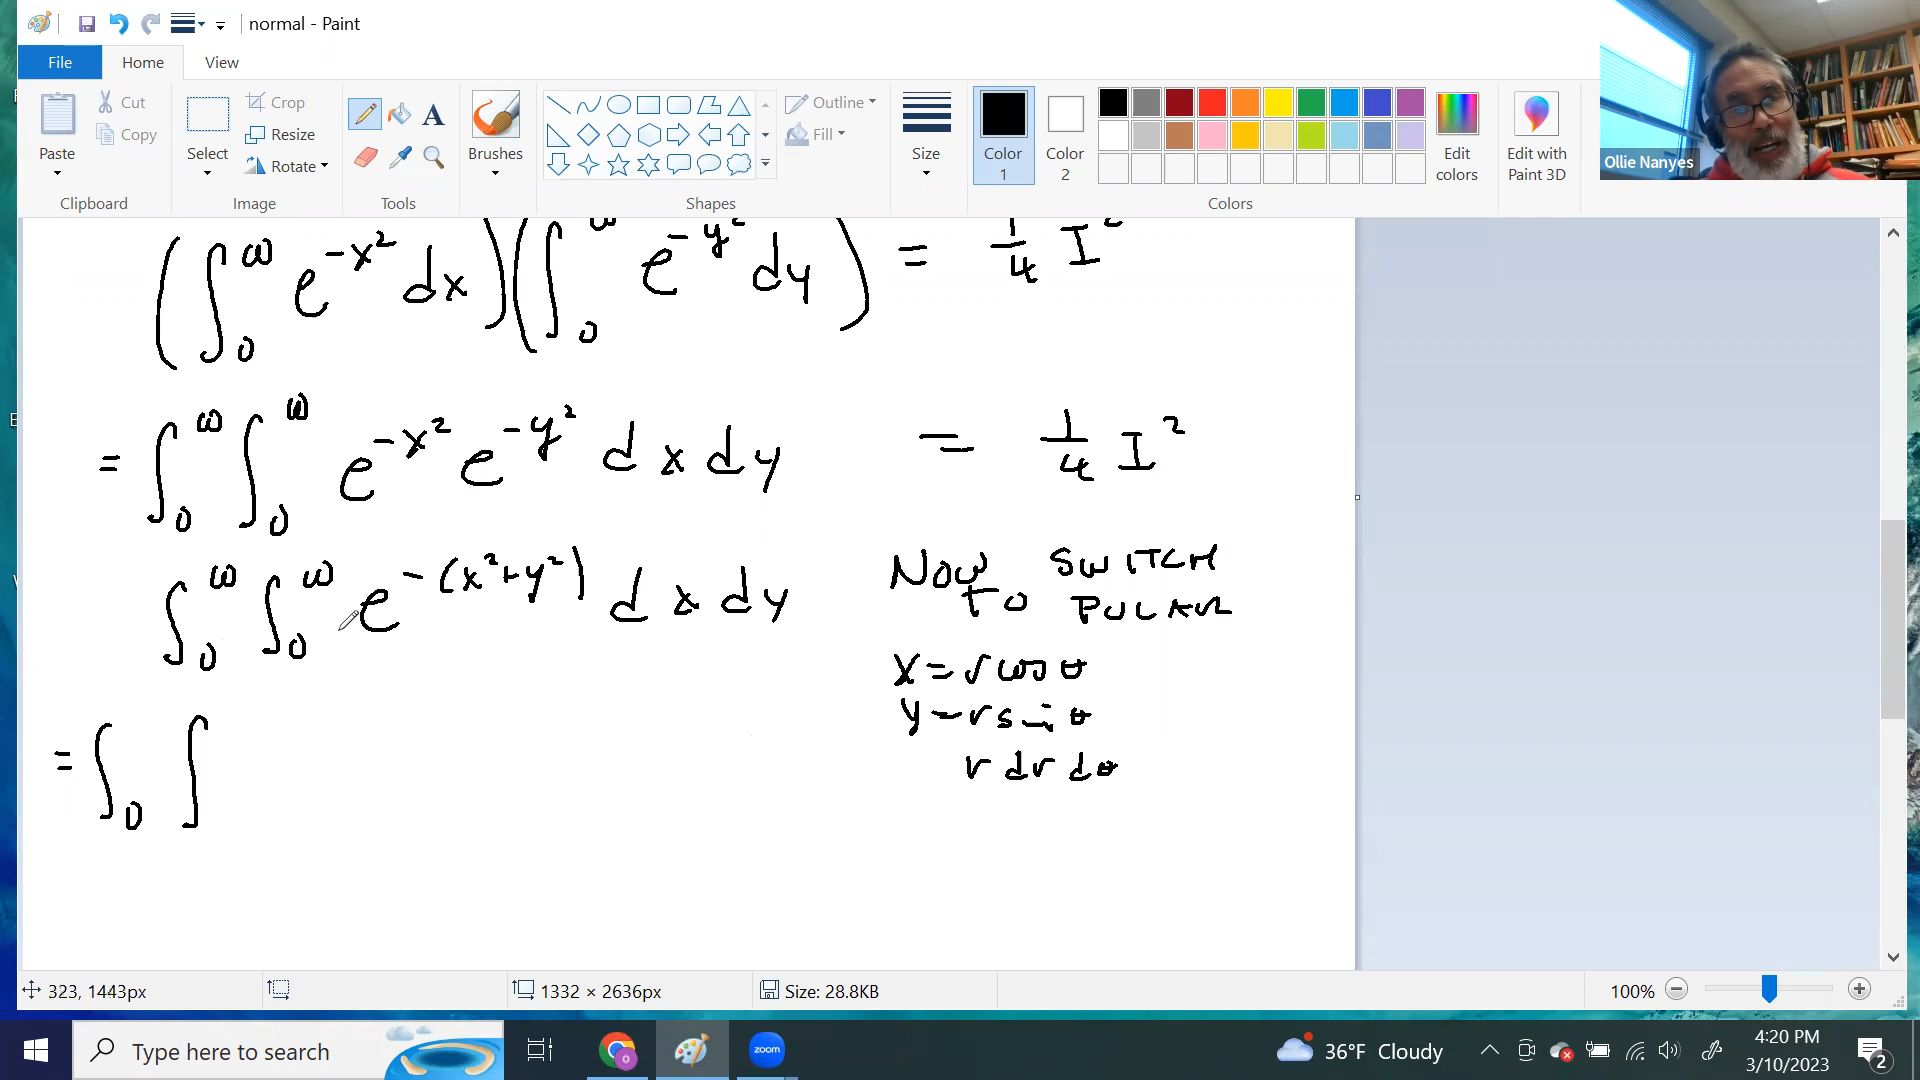 normal - Paint
File Home View
Paste
Cut
Copy
Clipboard
Select
Crop
Resize
Rotate
Image
A
Tools
Brushes
Outline
Fill
Shapes
Size
Color 1
Color 2
Edit colors
Edit with Paint 3D
Colors
Ollie Nanyes
(∫₀^∞ e^{-x²} dx)(∫₀^∞ e^{-y²} dy) = 1/4 I²
= ∫₀^∞ ∫₀^∞ e^{-x²} e^{-y²} dx dy = 1/4 I²
∫₀^∞ ∫₀^∞ e^{-(x²+y²)} dx dy
NOW SWITCH
TO POLAR
x = r cos θ
y = r sin θ
r dr dθ
= ∫₀ ∫
323, 1443px
1332 × 2636px
Size: 28.8KB
100%
Type here to search
zoom
36°F Cloudy
4:20 PM
3/10/2023
2